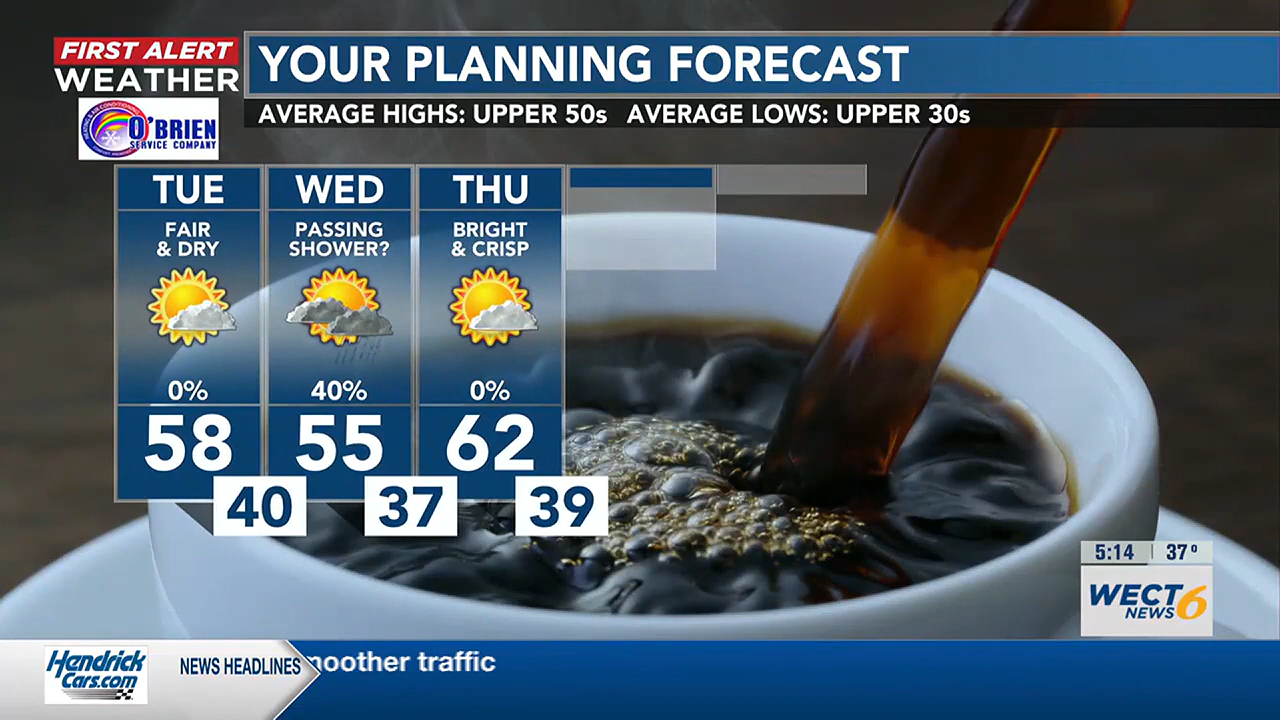 FIRST ALERT
WEATHER
YOUR PLANNING FORECAST
AVERAGE HIGHS: UPPER 50s AVERAGE LOWS: UPPER 30s
O'BRIEN
SERVICE COMPANY
TUE
WED
THU
FAIR
& DRY
PASSING
SHOWER?
BRIGHT
& CRISP
0%
40%
0%
58
55
62
40
37
39
5:14
37°
WECT 6
NEWS
Hendrick
Cars.com
NEWS HEADLINES
moother traffic